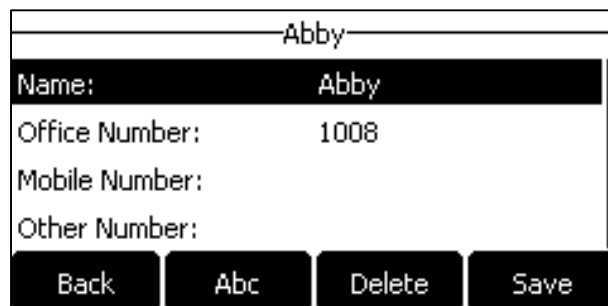 Abby
Name: Abby
Office Number: 1008
Mobile Number:
Other Number:
Back Abc Delete Save